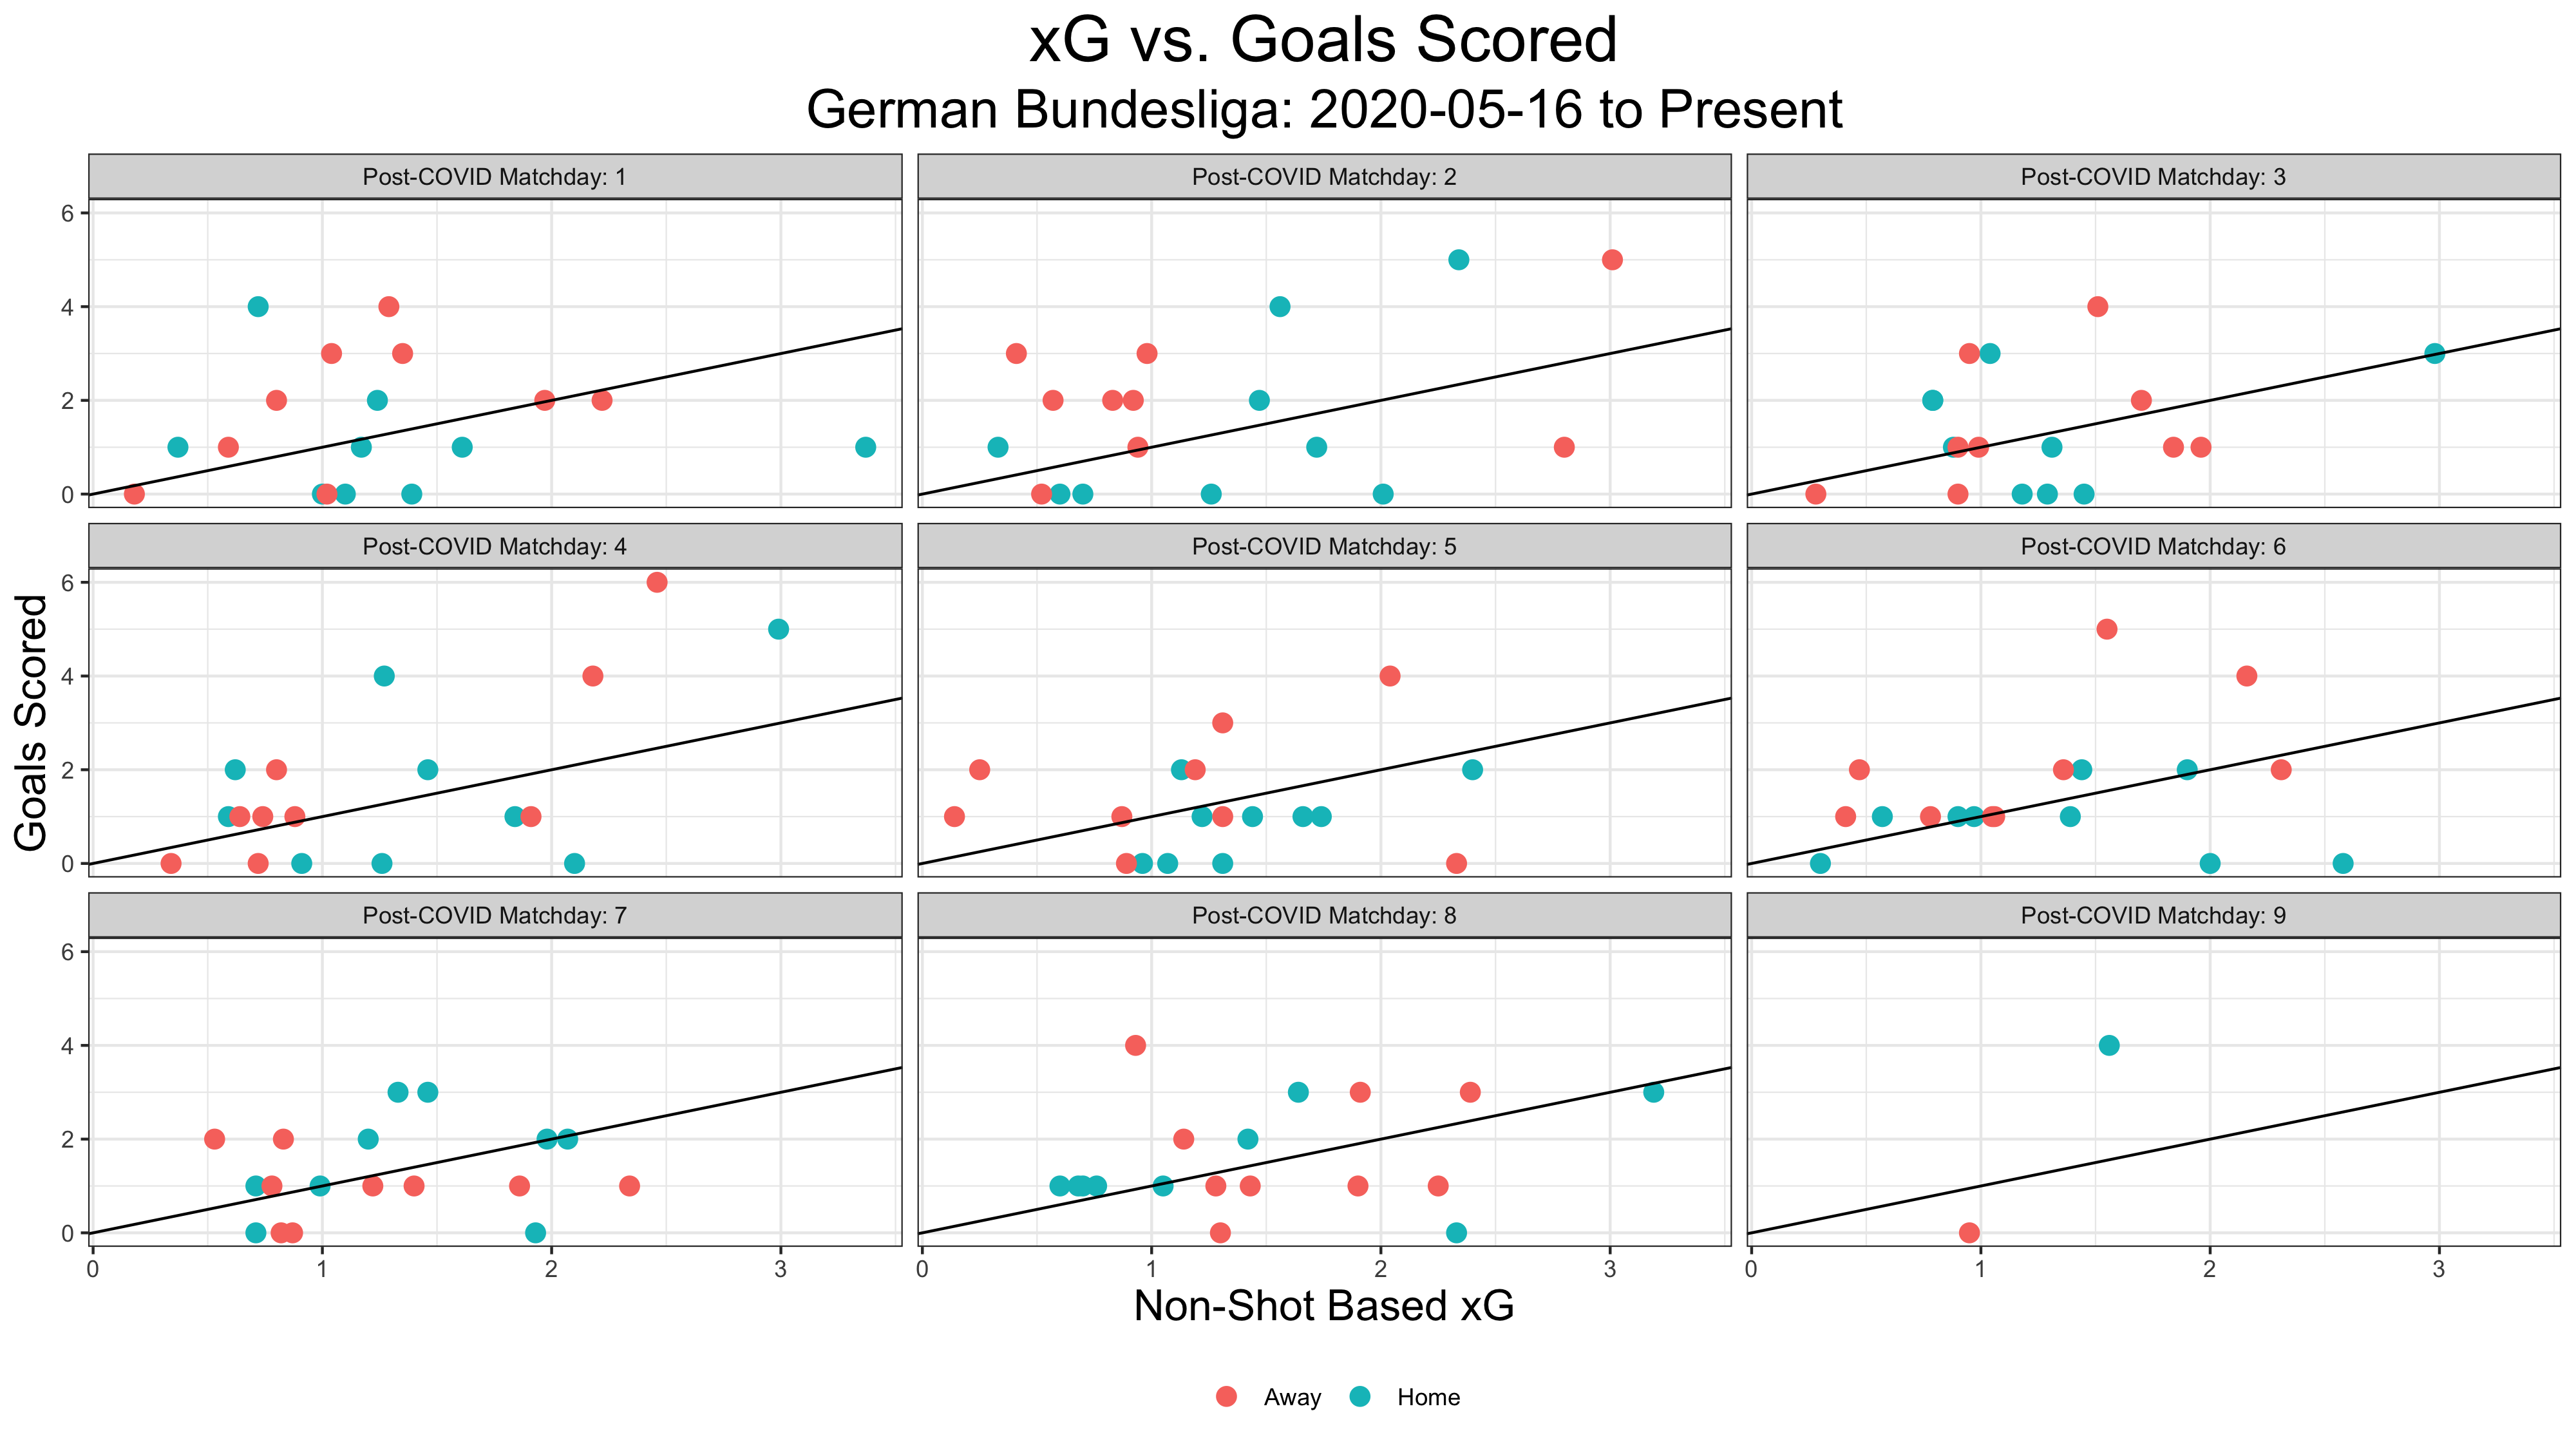 xG vs. Goals Scored
German Bundesliga: 2020-05-16 to Present
Post-COVID Matchday: 1
Post-COVID Matchday: 2
Post-COVID Matchday: 3
6
4
2
0
Post-COVID Matchday: 4
Post-COVID Matchday: 5
Post-COVID Matchday: 6
6
4
2
0
Goals Scored
Post-COVID Matchday: 7
Post-COVID Matchday: 8
Post-COVID Matchday: 9
6
4
2
0
0 1 2 3 0 1 2 3 0 1 2 3
Non-Shot Based xG
Away Home